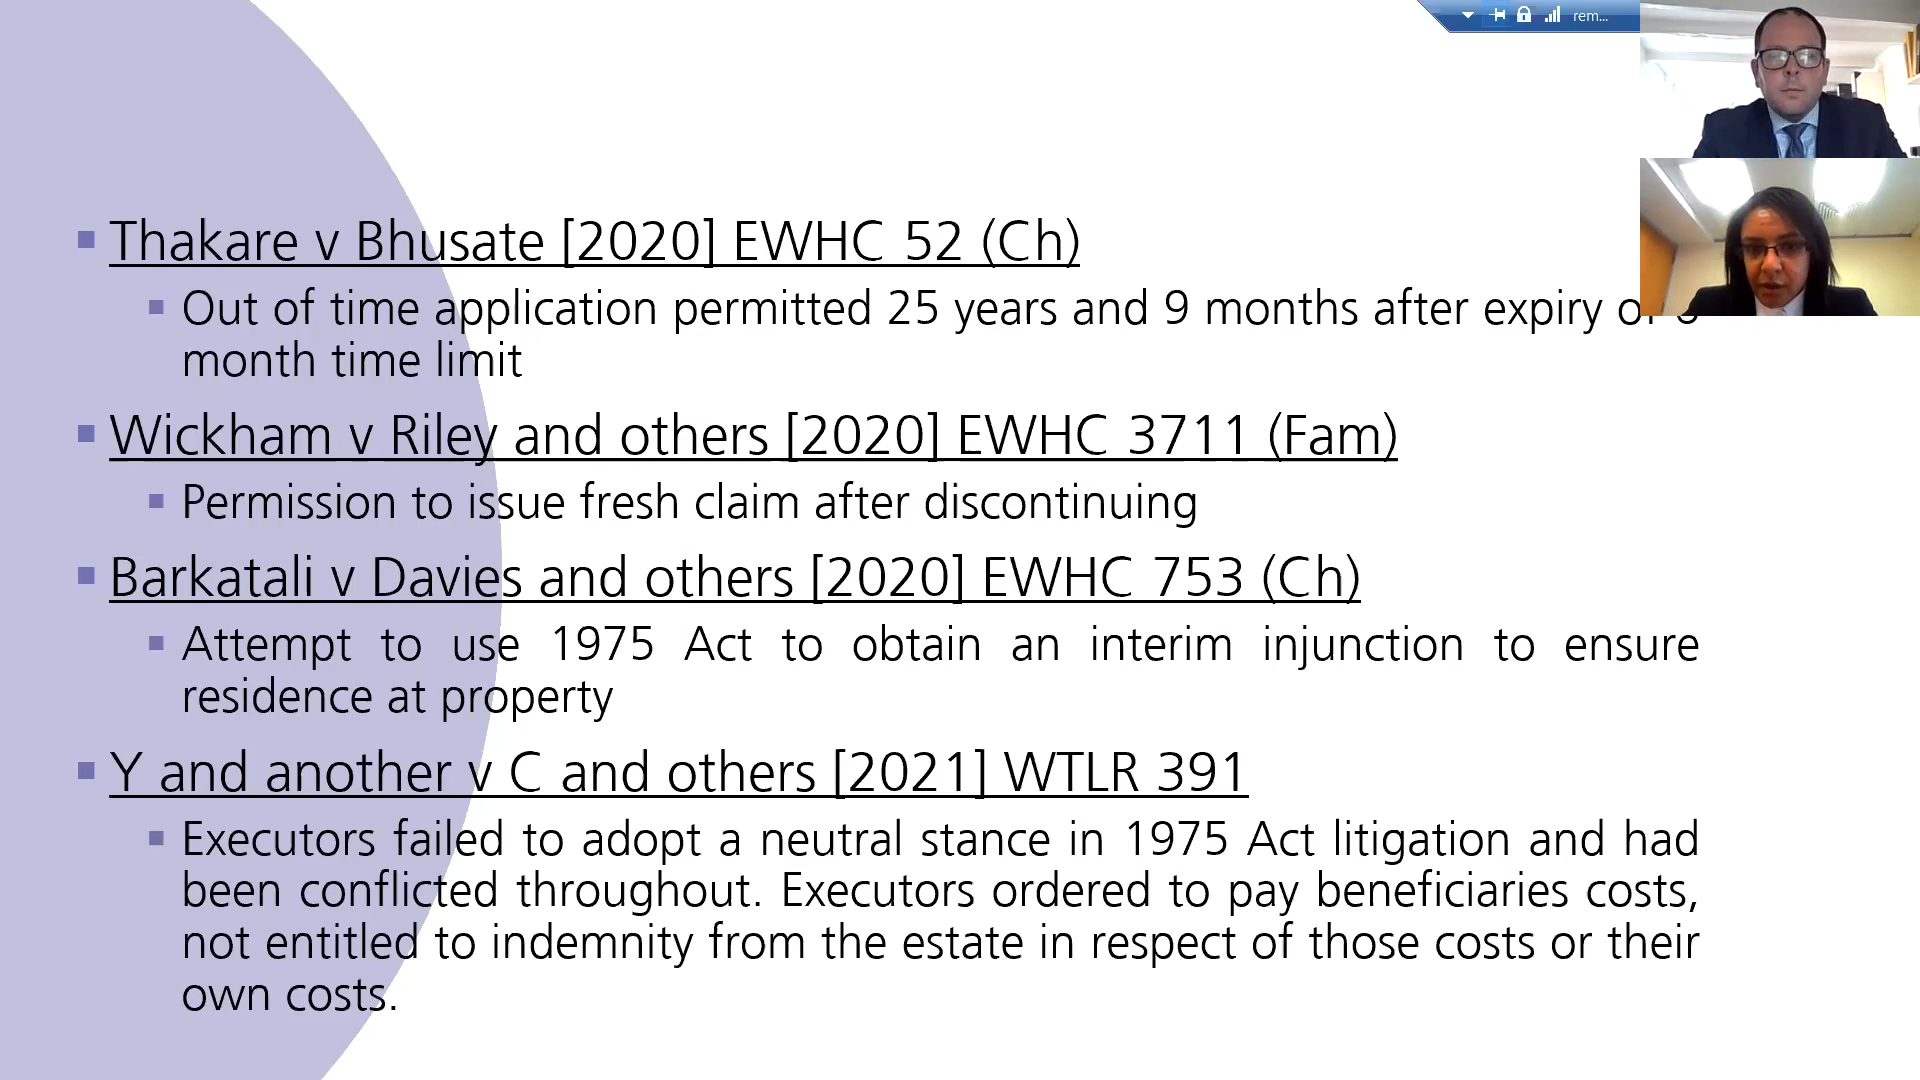 rem...
Thakare v Bhusate [2020] EWHC 52 (Ch)
Out of time application permitted 25 years and 9 months after expiry
month time limit
Wickham v Riley and others [2020] EWHC 3711 (Fam)
Permission to issue fresh claim after discontinuing
Barkatali v Davies and others [2020] EWHC 753 (Ch)
Attempt to use 1975 Act to obtain an interim injunction to ensure
residence at property
Y and another v C and others [2021] WTLR 391
Executors failed to adopt a neutral stance in 1975 Act litigation and had
been conflicted throughout. Executors ordered to pay beneficiaries costs,
not entitled to indemnity from the estate in respect of those costs or their
own costs.